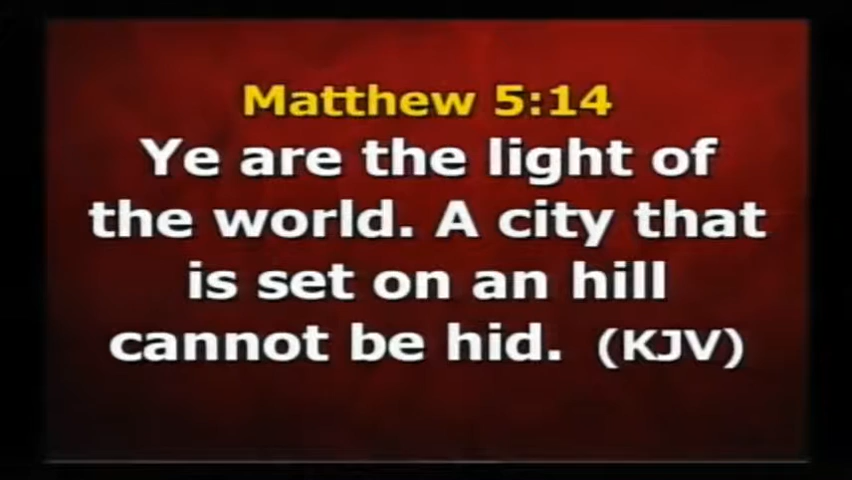 Matthew 5:14
Ye are the light of
the world. A city that
is set on an hill
cannot be hid. (KJV)